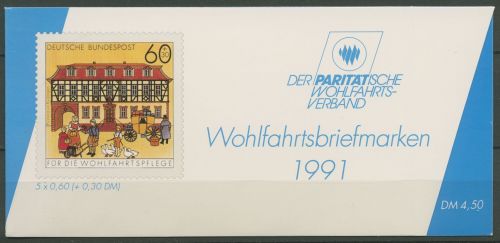 DEUTSCHE BUNDESPOST
60
+30
FÜR DIE WOHLFAHRTSPFLEGE
5 x 0,60 (+ 0,30 DM)
DER PARITÄTISCHE
WOHLFAHRTS-
VERBAND
Wohlfahrtsbriefmarken
1991
DM 4,50